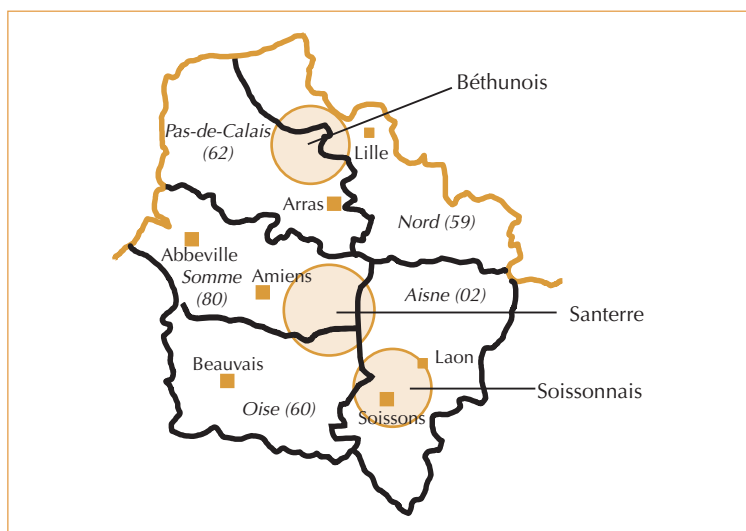 Béthunois
Pas-de-Calais
(62)
Lille
Arras
Nord (59)
Abbeville
Somme
(80)
Amiens
Aisne (02)
Santerre
Beauvais
Laon
Soissonnais
Oise (60)
Soissons